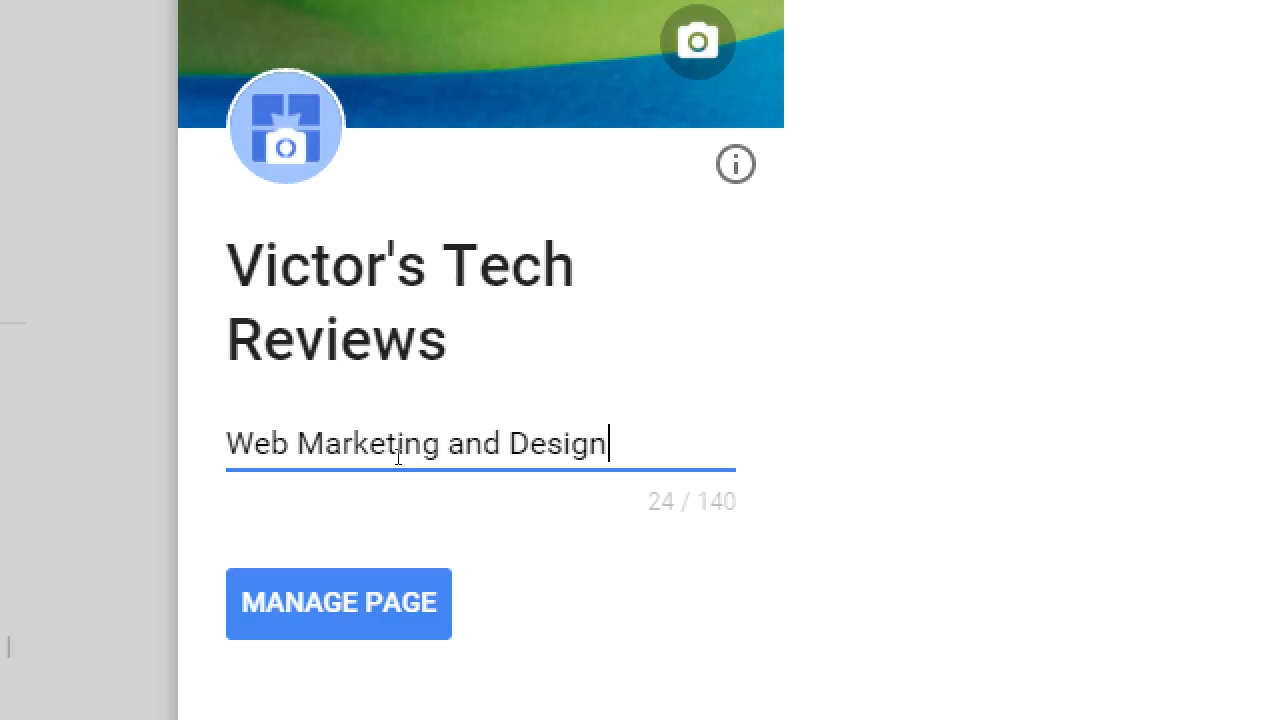 Victor's Tech
Reviews
Web Marketing and Design
24 / 140
MANAGE PAGE